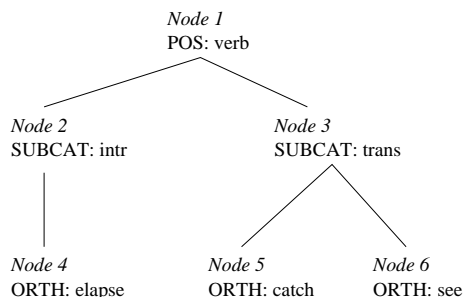 Node 1
POS: verb
Node 2
SUBCAT: intr
Node 3
SUBCAT: trans
Node 4
ORTH: elapse
Node 5
ORTH: catch
Node 6
ORTH: see